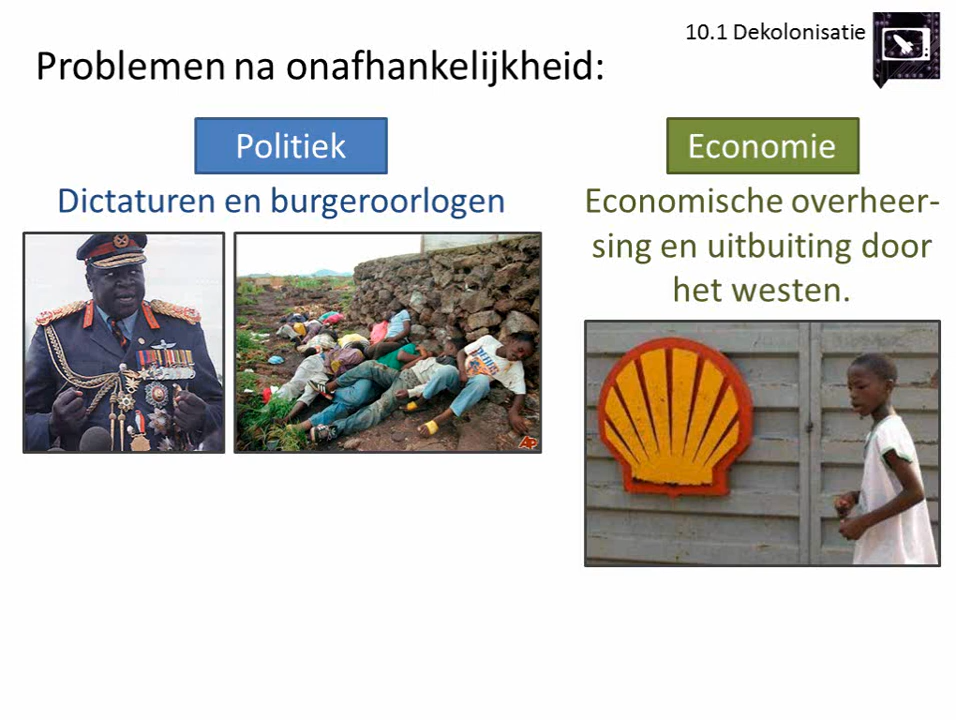 10.1 Dekolonisatie
Problemen na onafhankelijkheid:
Politiek
Dictaturen en burgeroorlogen
AP
Economie
Economische overheer-
sing en uitbuiting door
het westen.